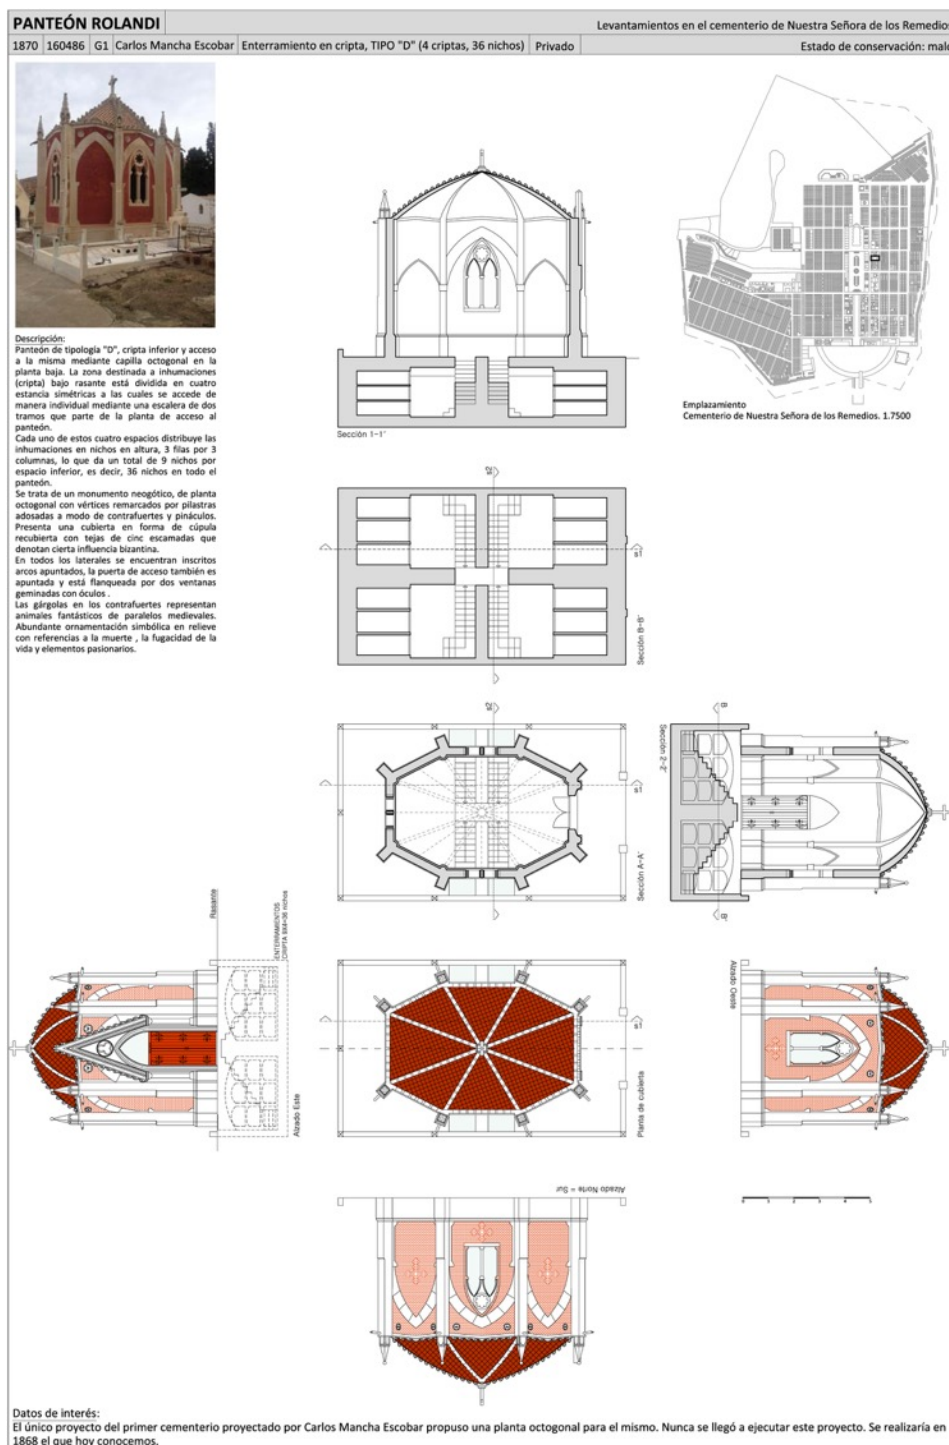 PANTEÓN ROLANDI
Levantamientos en el cementerio de Nuestra Señora de los Remedios
1870 160486 G1 Carlos Mancha Escobar Enterramiento en cripta, TIPO "D" (4 criptas, 36 nichos) Privado Estado de conservación: malo
Descripción:
Panteón de tipología "D", cripta inferior y acceso
a la misma mediante capilla octogonal en la
planta baja. La zona destinada a inhumaciones
(cripta) bajo rasante está dividida en cuatro
estancia simétricas a las cuales se accede de
manera individual mediante una escalera de dos
tramos que parte de la planta de acceso al
panteón.
Cada uno de estos cuatro espacios distribuye las
inhumaciones en nichos en altura, 3 filas por 3
columnas, lo que da un total de 9 nichos por
espacio inferior, es decir, 36 nichos en todo el
panteón.
Se trata de un monumento neogótico, de planta
octogonal con vértices remarcados por pilastras
adosadas a modo de contrafuertes y pináculos.
Presenta una cubierta en forma de cúpula
recubierta con tejas de cinc escamadas que
denotan cierta influencia bizantina.
En todos los laterales se encuentran inscritos
arcos apuntados, la puerta de acceso también es
apuntada y está flanqueada por dos ventanas
geminadas con óculos .
Las gárgolas en los contrafuertes representan
animales fantásticos de paralelos medievales.
Abundante ornamentación simbólica en relieve
con referencias a la muerte , la fugacidad de la
vida y elementos pasionarios.
Sección 1-1'
Emplazamiento
Cementerio de Nuestra Señora de los Remedios. 1.7500
Sección B-B'
Sección A-A'
Sección 2-2'
B
B'
Rasante
ENTERRAMIENTOS
CRIPTA 9X4=36 nichos
Alzado Este
Planta de cubierta
Alzado Oeste
Alzado Norte = Sur
0 1 2 3 4 5
Datos de interés:
El único proyecto del primer cementerio proyectado por Carlos Mancha Escobar propuso una planta octogonal para el mismo. Nunca se llegó a ejecutar este proyecto. Se realizaría en
1868 el que hoy conocemos.